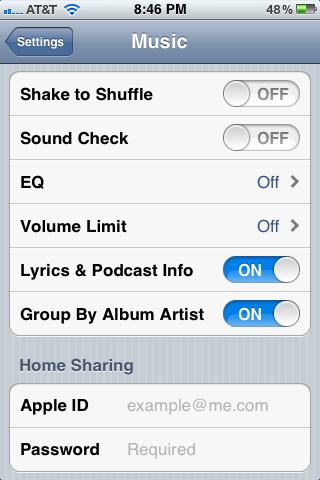 AT&T 8:46 PM 48%
Settings Music
Shake to Shuffle OFF
Sound Check OFF
EQ Off
Volume Limit Off
Lyrics & Podcast Info ON
Group By Album Artist ON
Home Sharing
Apple ID example@me.com
Password Required